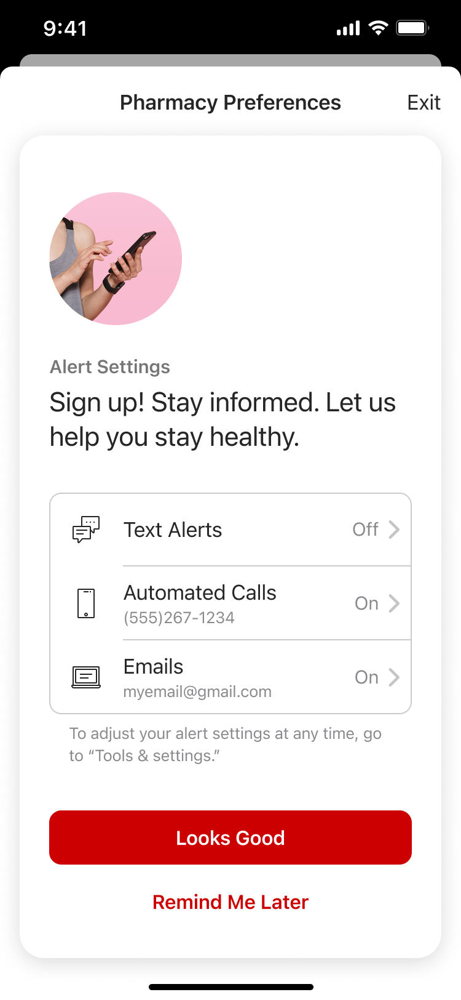 9:41
Pharmacy Preferences
Exit
Alert Settings
Sign up! Stay informed. Let us
help you stay healthy.
Text Alerts
Off
Automated Calls
(555)267-1234
On
Emails
myemail@gmail.com
On
To adjust your alert settings at any time, go
to “Tools & settings.”
Looks Good
Remind Me Later